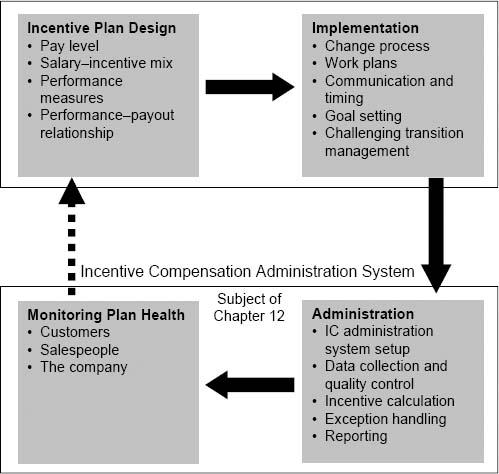 Incentive Plan Design
• Pay level
• Salary–incentive mix
• Performance
measures
• Performance–payout
relationship
Implementation
• Change process
• Work plans
• Communication and
timing
• Goal setting
• Challenging transition
management
Incentive Compensation Administration System
Monitoring Plan Health
• Customers
• Salespeople
• The company
Subject of
Chapter 12
Administration
• IC administration
system setup
• Data collection and
quality control
• Incentive calculation
• Exception handling
• Reporting